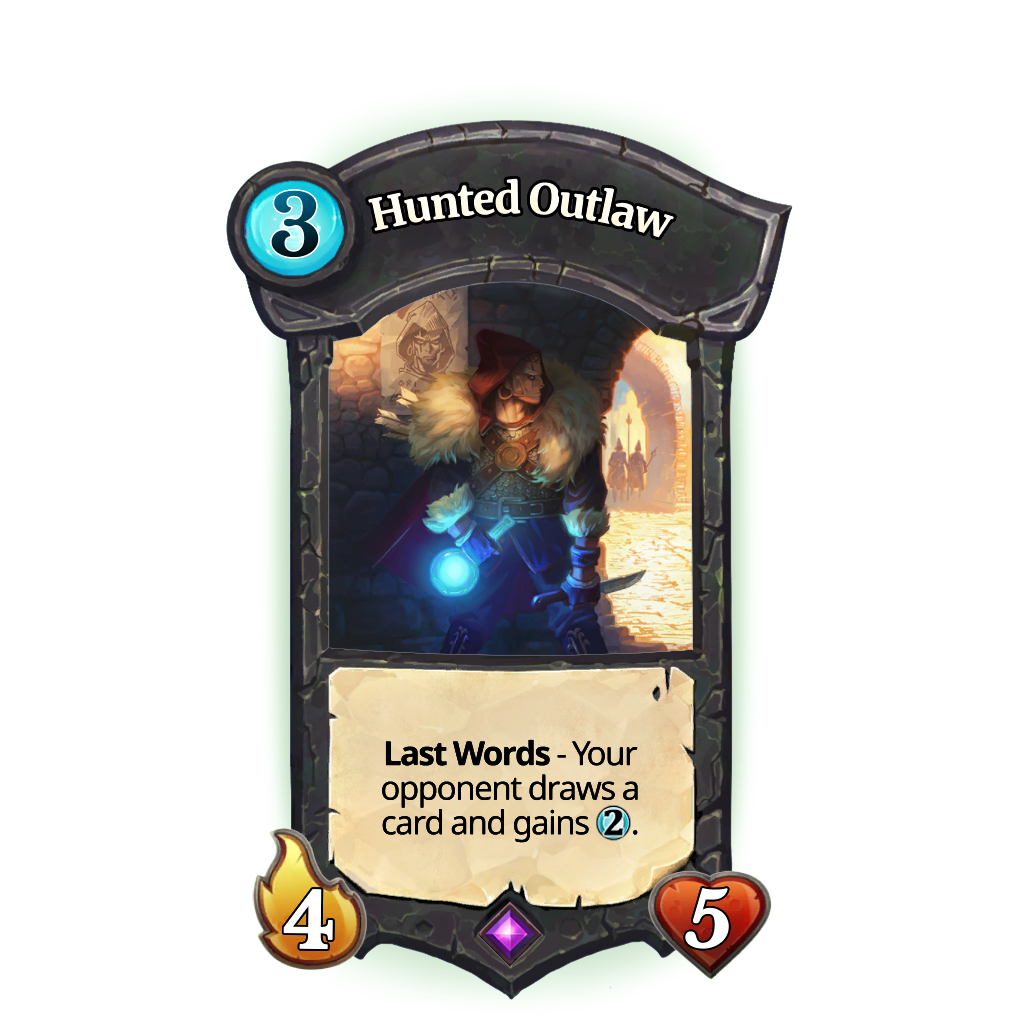 3
Hunted Outlaw
Last Words - Your
opponent draws a
card and gains 2.
4
5